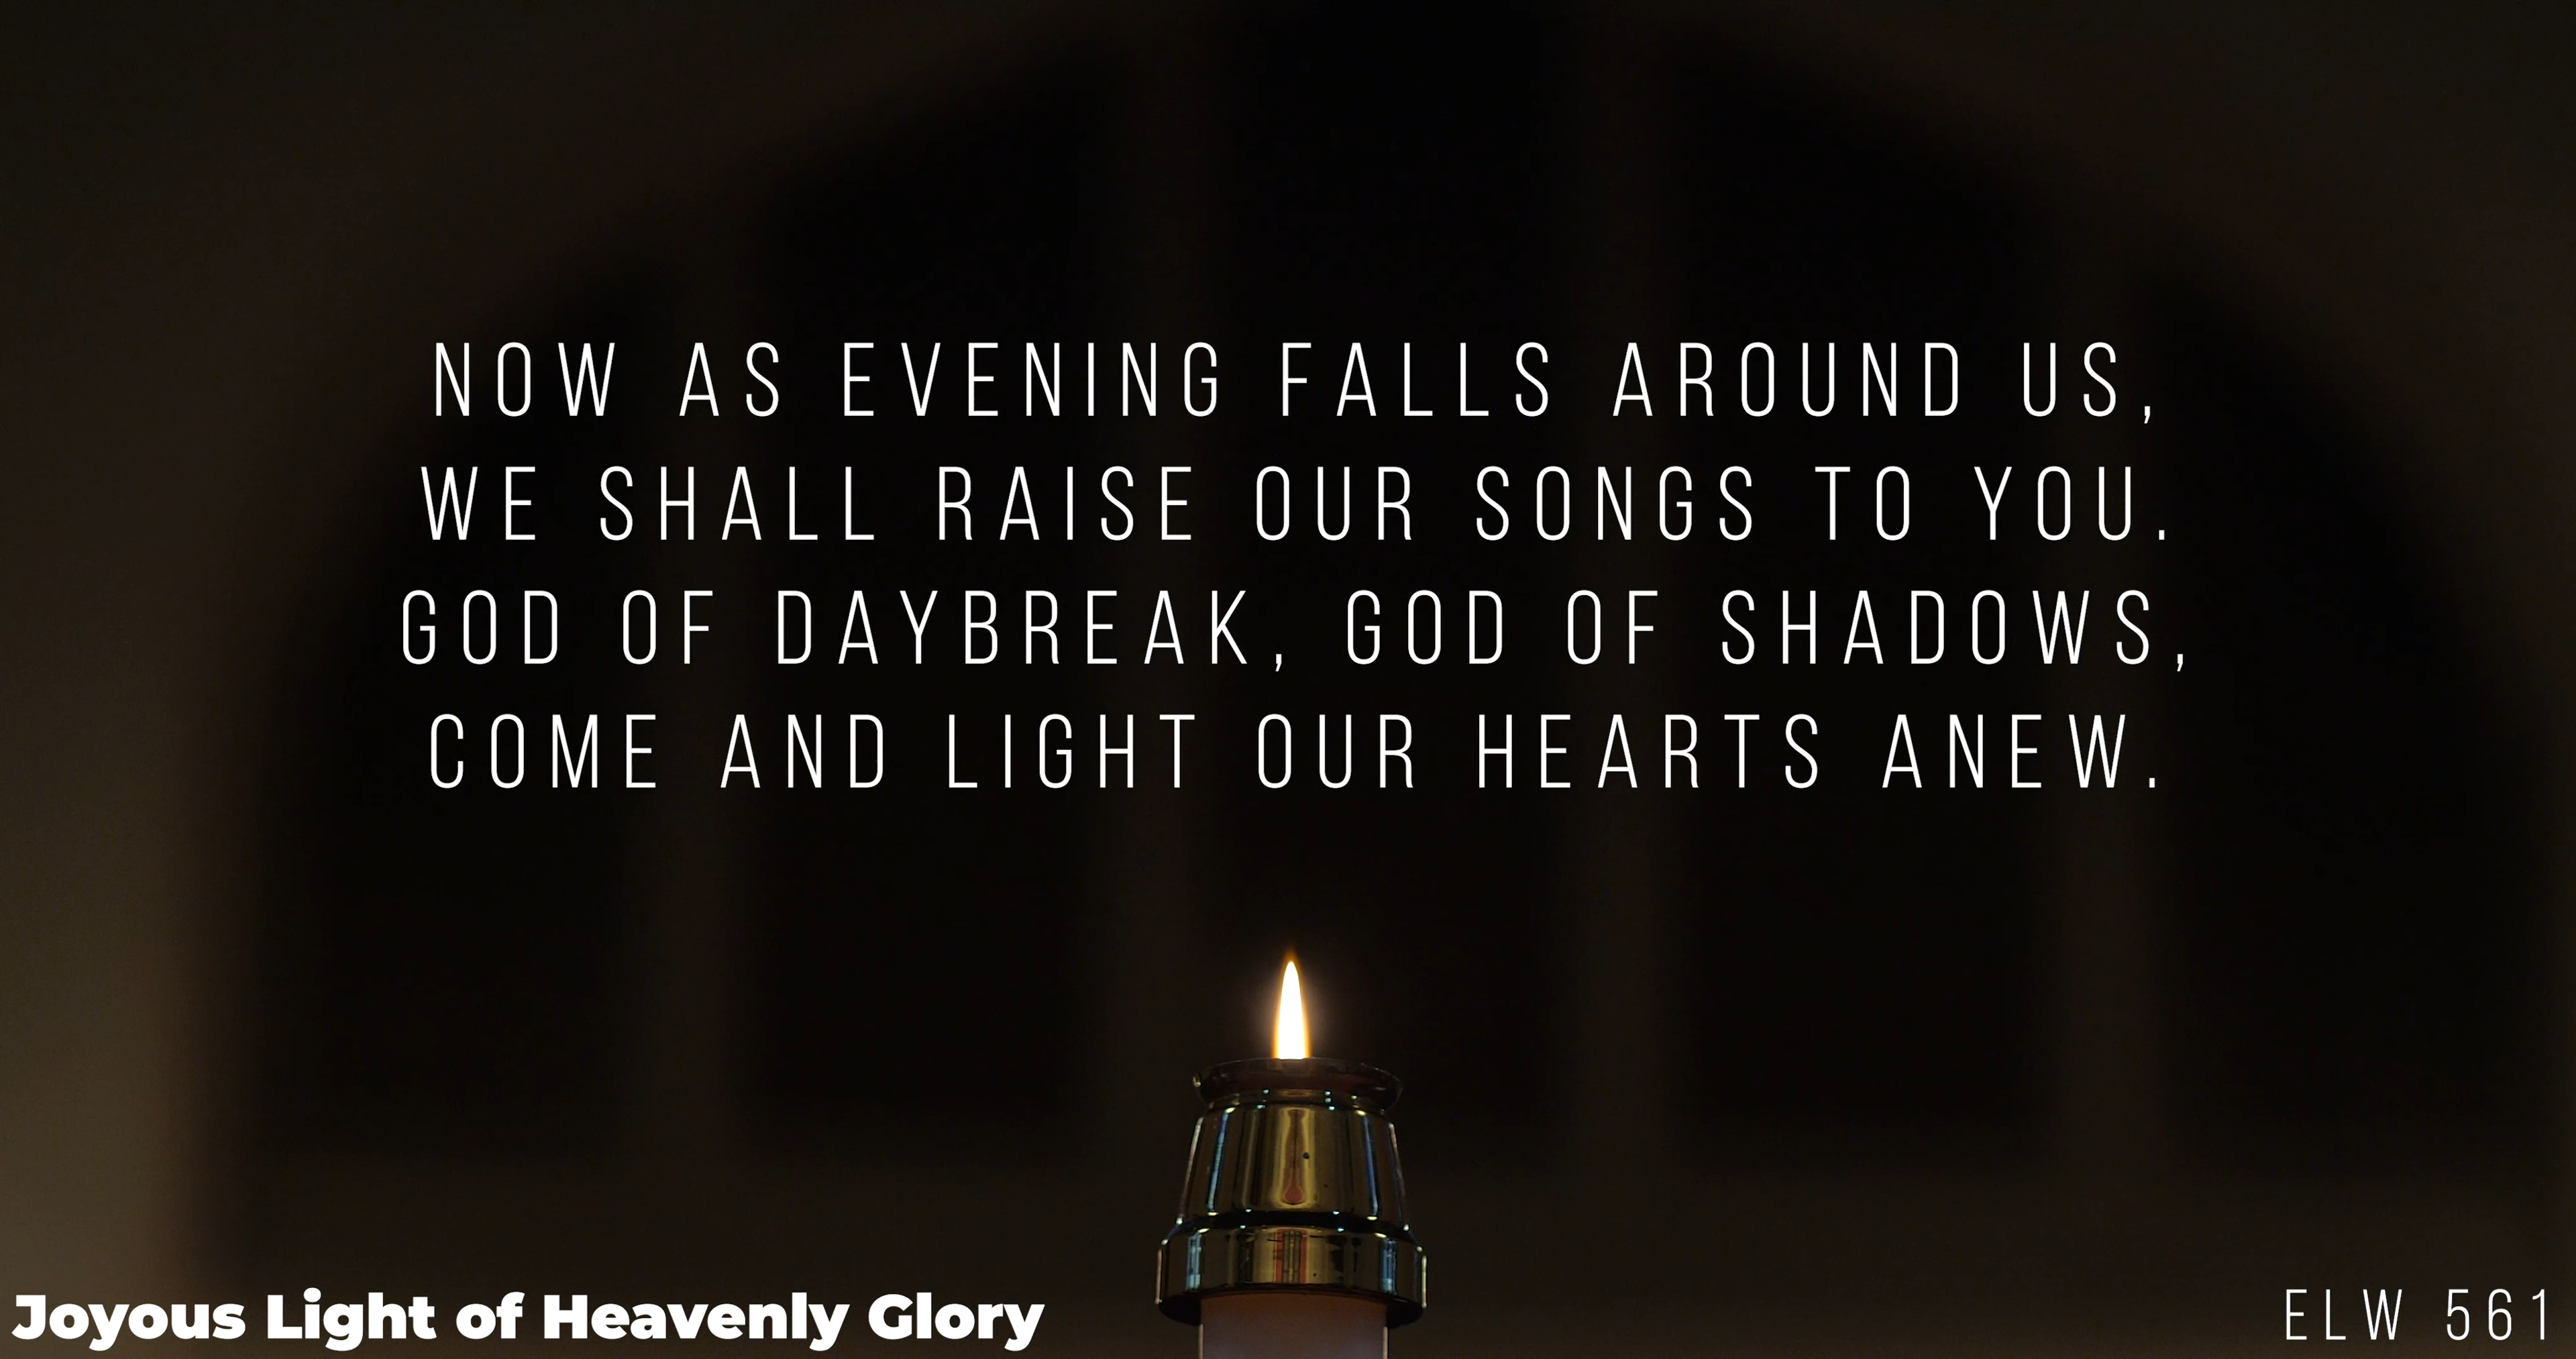 NOW AS EVENING FALLS AROUND US,
WE SHALL RAISE OUR SONGS TO YOU.
GOD OF DAYBREAK, GOD OF SHADOWS,
COME AND LIGHT OUR HEARTS ANEW.
Joyous Light of Heavenly Glory
ELW 561